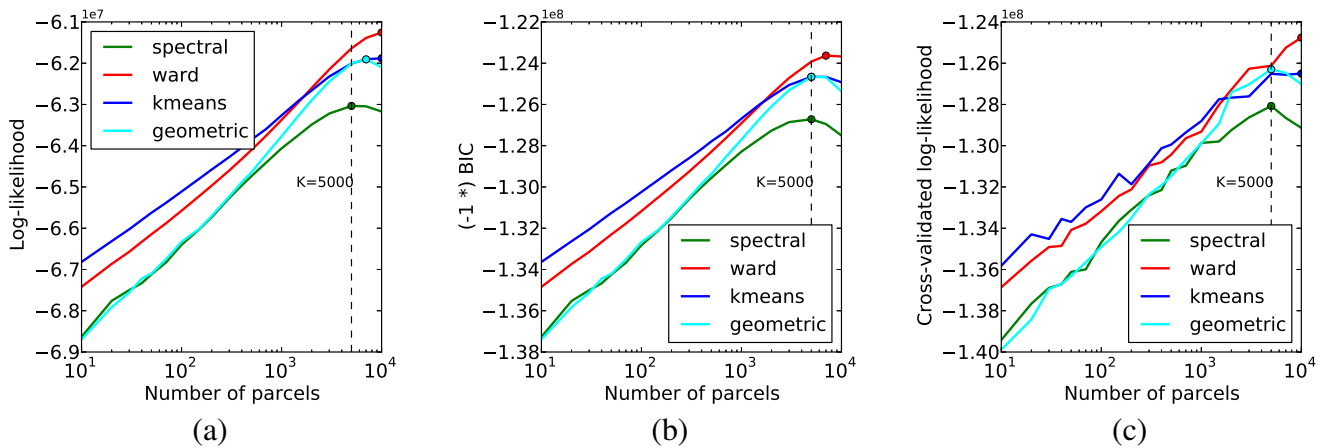 1e7
−6.1
−6.2
−6.3
−6.4
−6.5
−6.6
−6.7
−6.8
−6.9
Log-likelihood
spectral
ward
kmeans
geometric
K=5000
10^1 10^2 10^3 10^4
Number of parcels
(a)
1e8
−1.22
−1.24
−1.26
−1.28
−1.30
−1.32
−1.34
−1.36
−1.38
(-1 *) BIC
K=5000
spectral
ward
kmeans
geometric
10^1 10^2 10^3 10^4
Number of parcels
(b)
1e8
−1.24
−1.26
−1.28
−1.30
−1.32
−1.34
−1.36
−1.38
−1.40
Cross-validated log-likelihood
K=5000
spectral
ward
kmeans
geometric
10^1 10^2 10^3 10^4
Number of parcels
(c)